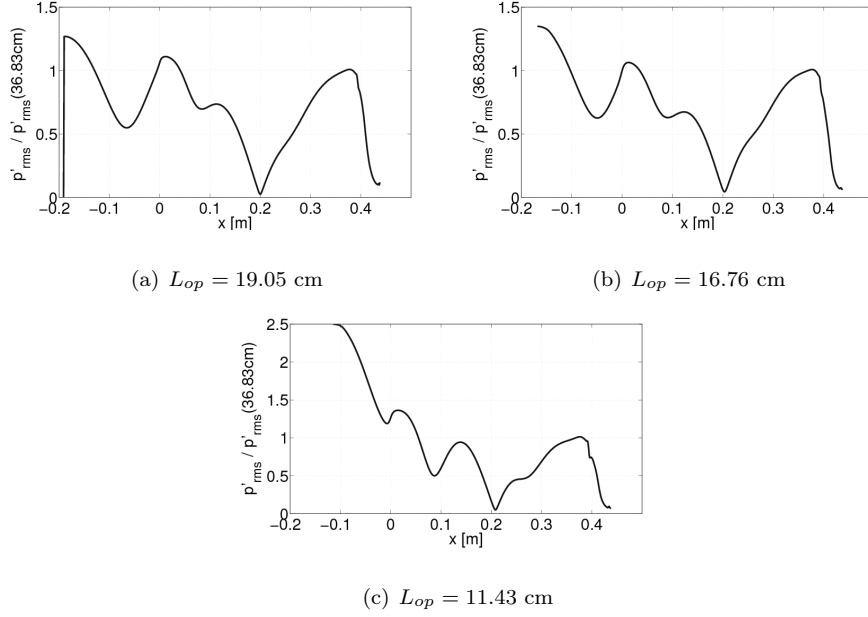 1.5
1
0.5
0
−0.2 −0.1 0 0.1 0.2 0.3 0.4
x [m]
p'rms / p'rms(36.83cm)
1.5
1
0.5
0
−0.2 −0.1 0 0.1 0.2 0.3 0.4
x [m]
p'rms / p'rms(36.83cm)
(a) Lop = 19.05 cm
(b) Lop = 16.76 cm
2.5
2
1.5
1
0.5
0
−0.2 −0.1 0 0.1 0.2 0.3 0.4
x [m]
p'rms / p'rms(36.83cm)
(c) Lop = 11.43 cm